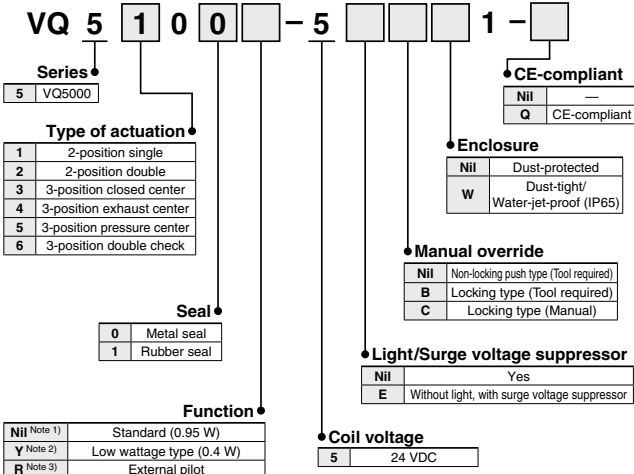 VQ 5 1 0 0 – 5 1 –
Series
5 VQ5000
Type of actuation
1 2-position single
2 2-position double
3 3-position closed center
4 3-position exhaust center
5 3-position pressure center
6 3-position double check
Seal
0 Metal seal
1 Rubber seal
Function
Nil Note 1) Standard (0.95 W)
Y Note 2) Low wattage type (0.4 W)
R Note 3) External pilot
Coil voltage
5 24 VDC
Light/Surge voltage suppressor
Nil Yes
E Without light, with surge voltage suppressor
Manual override
Nil Non-locking push type (Tool required)
B Locking type (Tool required)
C Locking type (Manual)
Enclosure
Nil Dust-protected
W Dust-tight/
Water-jet-proof (IP65)
CE-compliant
Nil —
Q CE-compliant